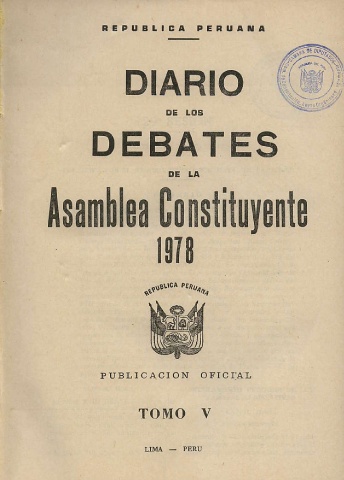 REPUBLICA PERUANA
DIARIO
DE LOS
DEBATES
DE LA
Asamblea Constituyente
1978
REPUBLICA PERUANA
PUBLICACION OFICIAL
TOMO V
LIMA — PERU